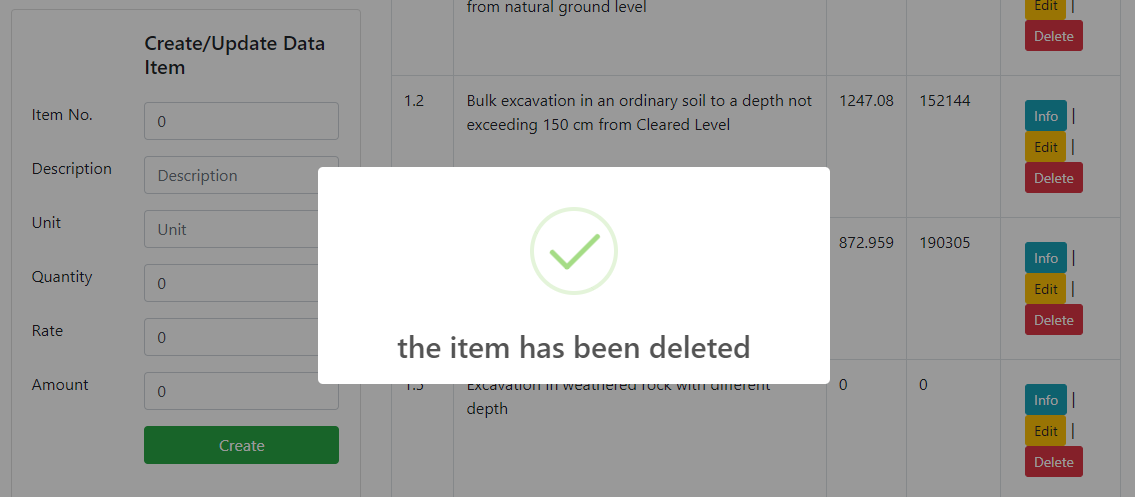 Create/Update Data
Item
Item No.
0
Description
Description
Unit
Unit
Quantity
0
Rate
0
Amount
0
Create
from natural ground level
Edit |
Delete
1.2
Bulk excavation in an ordinary soil to a depth not
exceeding 150 cm from Cleared Level
1247.08
152144
Info |
Edit |
Delete
872.959
190305
Info |
Edit |
Delete
the item has been deleted
Excavation in weathered rock with different
depth
0
0
Info |
Edit |
Delete